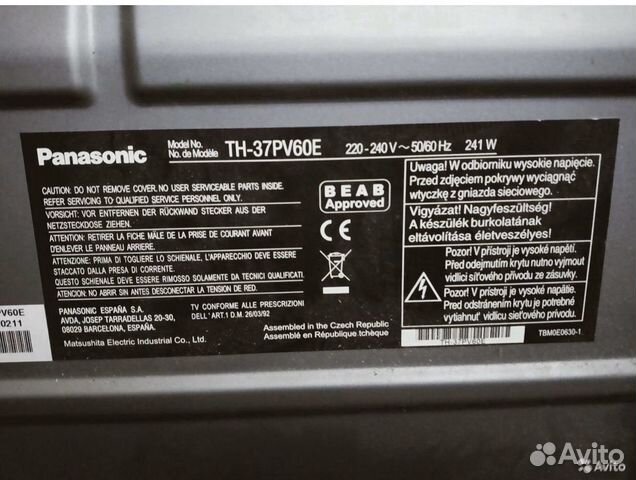 Panasonic
Model No.
No. de Modèle
TH-37PV60E
220 - 240 V ~ 50/60 Hz
241 W
CAUTION: DO NOT REMOVE COVER. NO USER SERVICEABLE PARTS INSIDE.
REFER SERVICING TO QUALIFIED SERVICE PERSONNEL ONLY.
VORSICHT: VOR ENTFERNEN DER RÜCKWAND STECKER AUS DER
NETZSTECKDOSE ZIEHEN.
ATTENTION: RETIRER LA FICHE MÂLE DE LA PRISE DE COURANT AVANT
D'ENLEVER LE PANNEAU ARRIERE.
ATTENZIONE: PRIMA DI TOGLIERE LO SCHIENALE, L'APPARECCHIO DEVE ESSERE
STACCATO DALLA PRESA DI CORRENTE.
QUESTO SCHIENALE DEVE ESSERE RIMOSSO SOLAMENTE DA TECNICI QUALIFICATI.
ATENCION: NO ABRIR SIN ANTES DESCONECTAR LA TENSION DE RED.
PANASONIC ESPAÑA S.A.
AVDA, JOSEP TARRADELLAS 20-30,
08029 BARCELONA, ESPAÑA.
TV CONFORME ALLE PRESCRIZIONI
DELL'ART.1 D.M. 26/03/92
Matsushita Electric Industrial Co., Ltd.
BEAB
Approved
CE
Assembled in the Czech Republic
Assemblé en République tchèque
Uwaga! W odbiorniku wysokie napięcie.
Przed zdjęciem pokrywy wyciągnąć
wtyczkę z gniazda sieciowego.
Vigyázat! Nagyfeszültség!
A készülék burkolatának
eltávolítása életveszélyes!
Pozor! V přístroji je vysoké napětí.
Před odejmutím krytu nutno vyjmout
vidlici síťového přívodu ze zásuvky.
Pozor! V prístroji je vysoké napätie.
Pred odstránením krytu je potrebné
vytiahnuť vidlicu sieťového prívodu.
TH-37PV60E
TBM0E0630-1
PV60E
0211
Avito
Avito